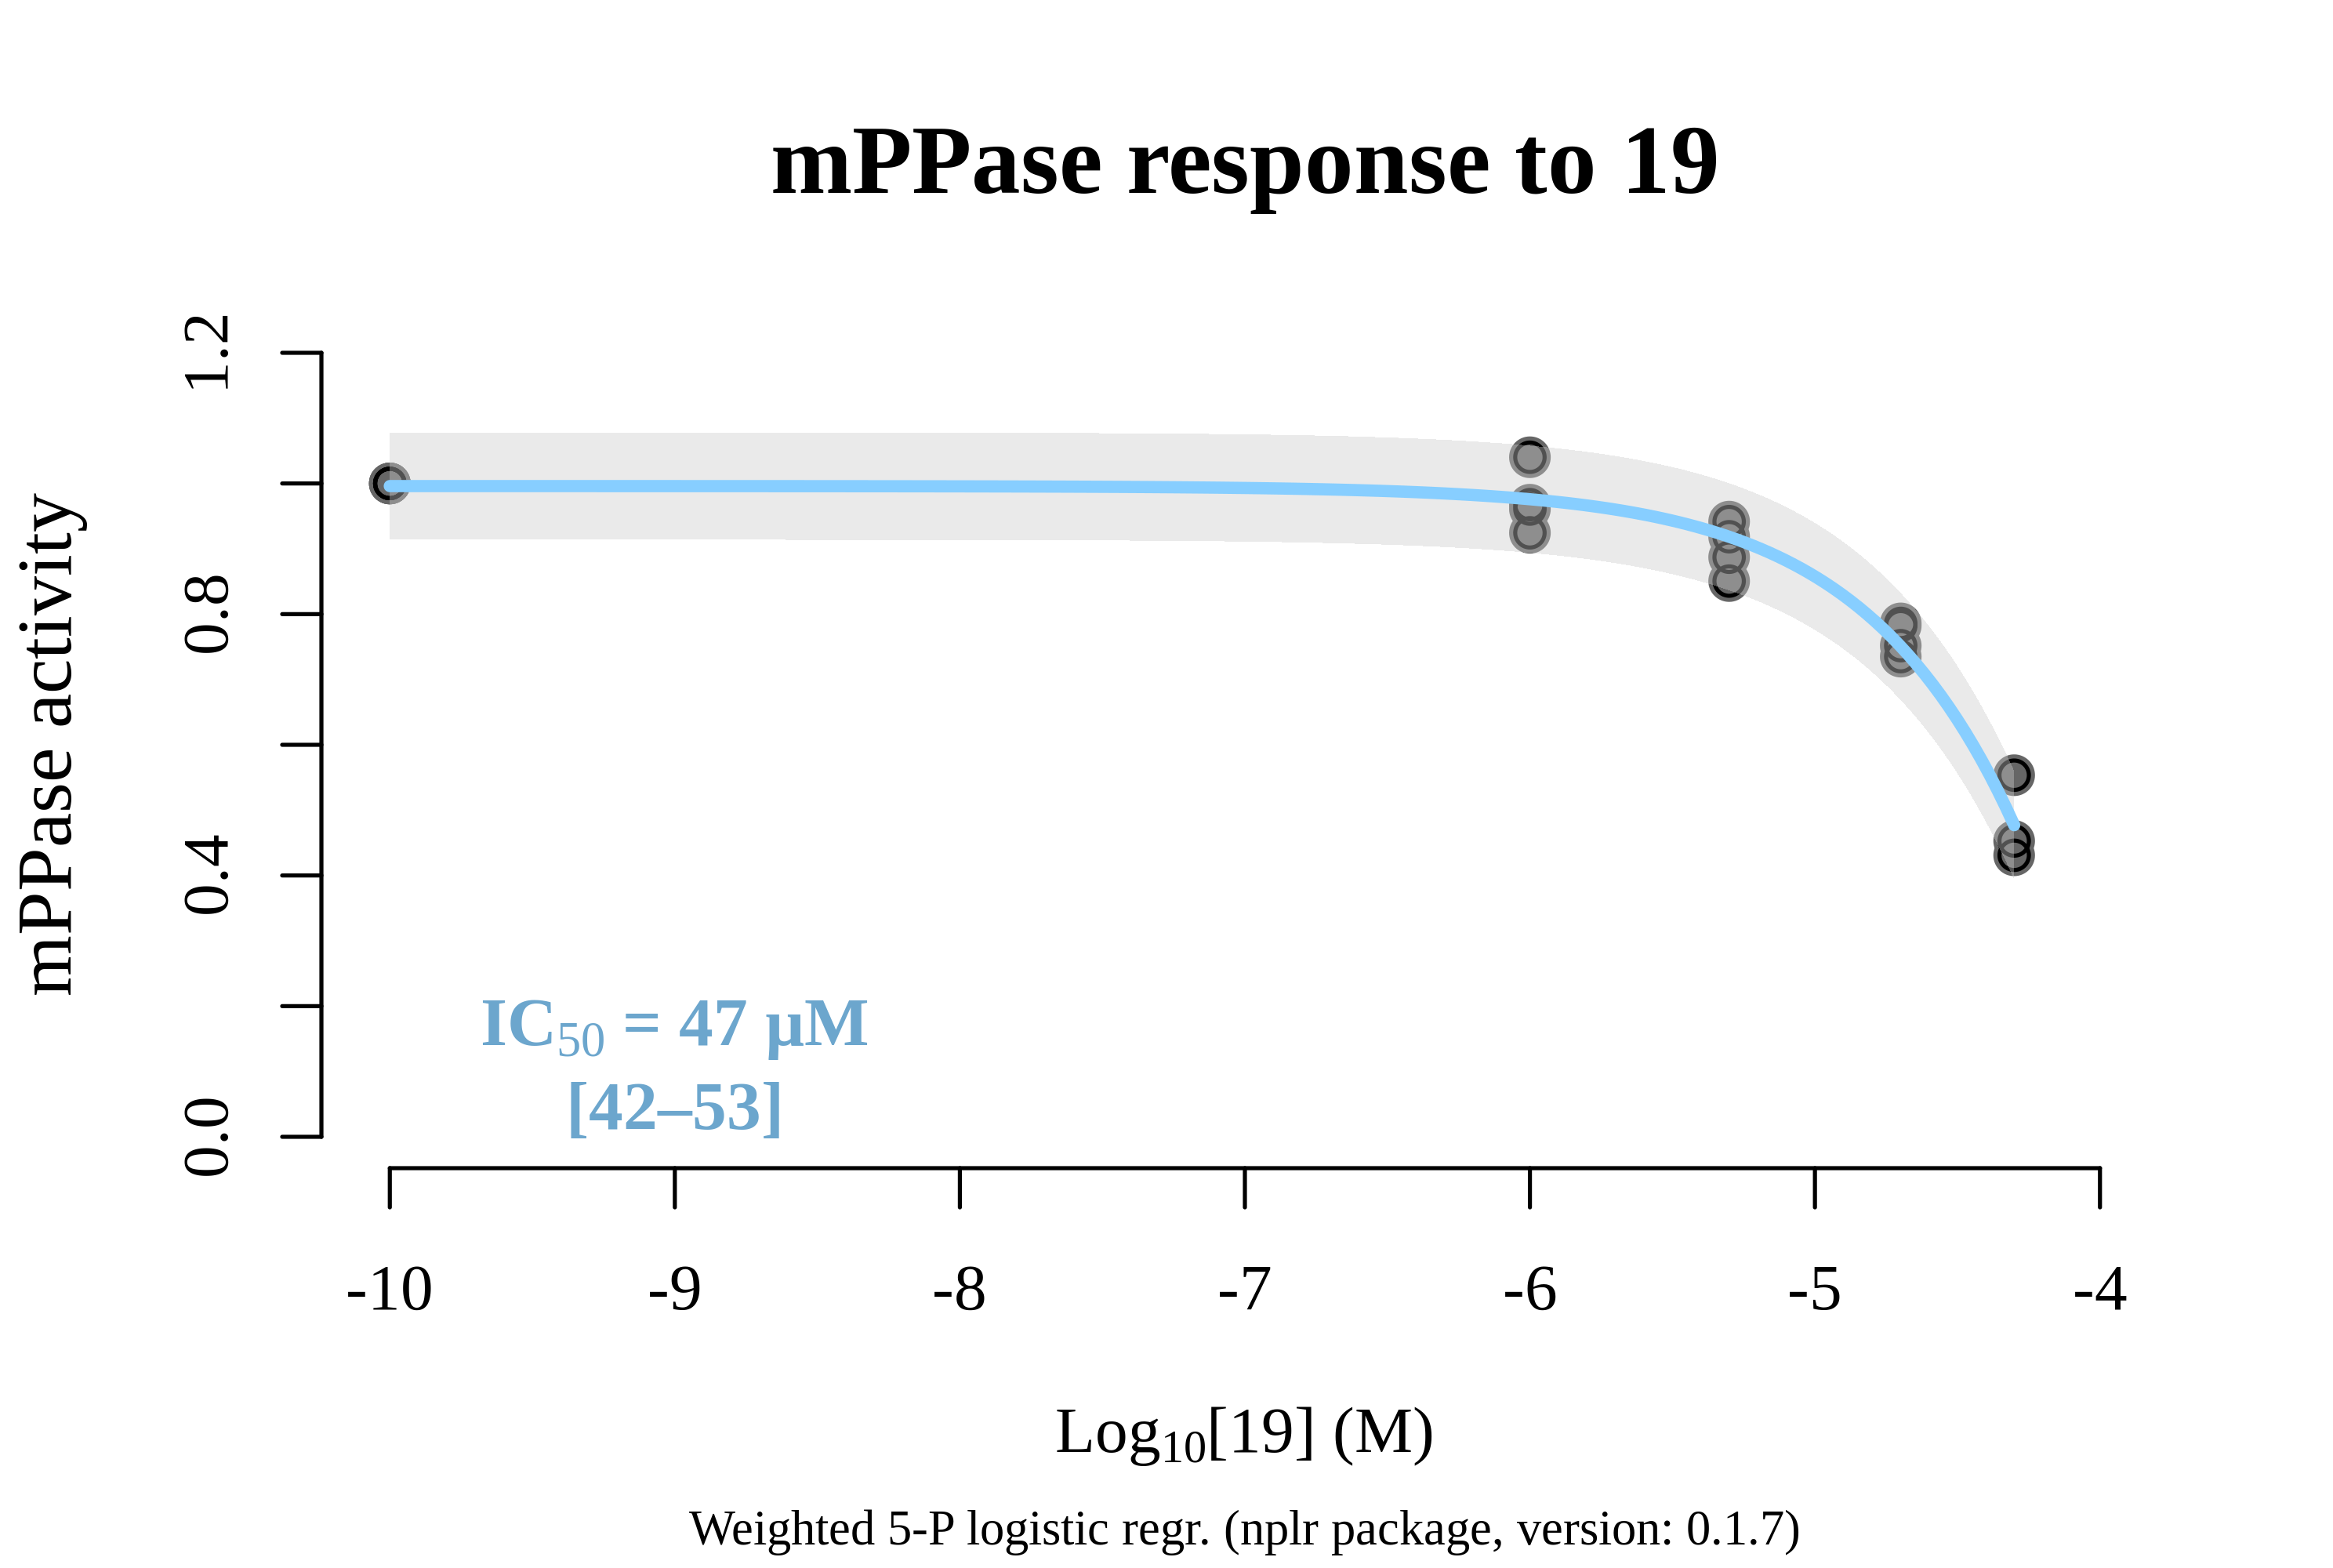 mPPase response to 19
mPPase activity
1.2
0.8
0.4
0.0
IC50 = 47 µM
[42–53]
-10 -9 -8 -7 -6 -5 -4
Log10[19] (M)
Weighted 5-P logistic regr. (nplr package, version: 0.1.7)